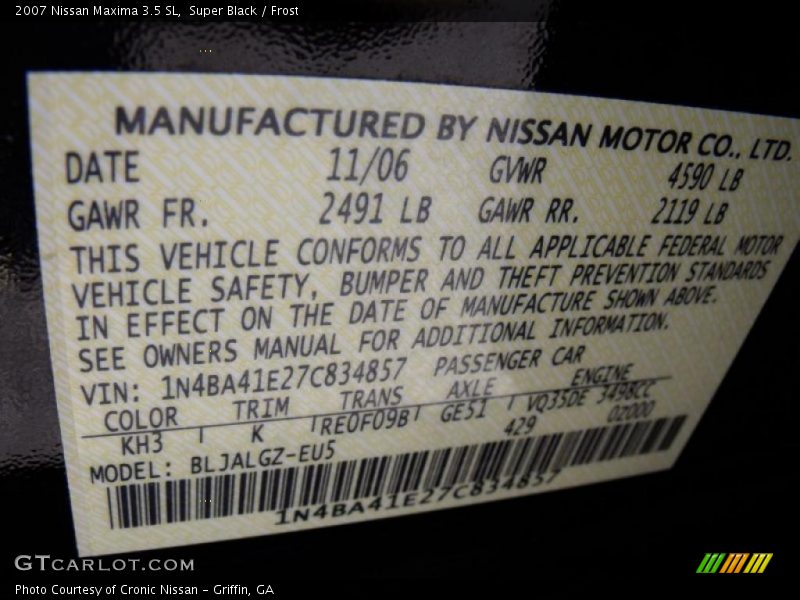 2007 Nissan Maxima 3.5 SL,  Super Black / Frost
MANUFACTURED BY NISSAN MOTOR CO., LTD.
DATE 11/06 GVWR 4590 LB
GAWR FR. 2491 LB GAWR RR. 2119 LB
THIS VEHICLE CONFORMS TO ALL APPLICABLE FEDERAL MOTOR
VEHICLE SAFETY, BUMPER AND THEFT PREVENTION STANDARDS
IN EFFECT ON THE DATE OF MANUFACTURE SHOWN ABOVE.
SEE OWNERS MANUAL FOR ADDITIONAL INFORMATION.
VIN: 1N4BA41E27C834857 PASSENGER CAR
COLOR TRIM TRANS AXLE ENGINE
KH3 K RE0F09B GE51 VQ35DE 3498CC
MODEL: BLJALGZ-EU5 429 0Z000
1N4BA41E27C834857
GTCARLOT.COM
Photo Courtesy of Cronic Nissan - Griffin, GA